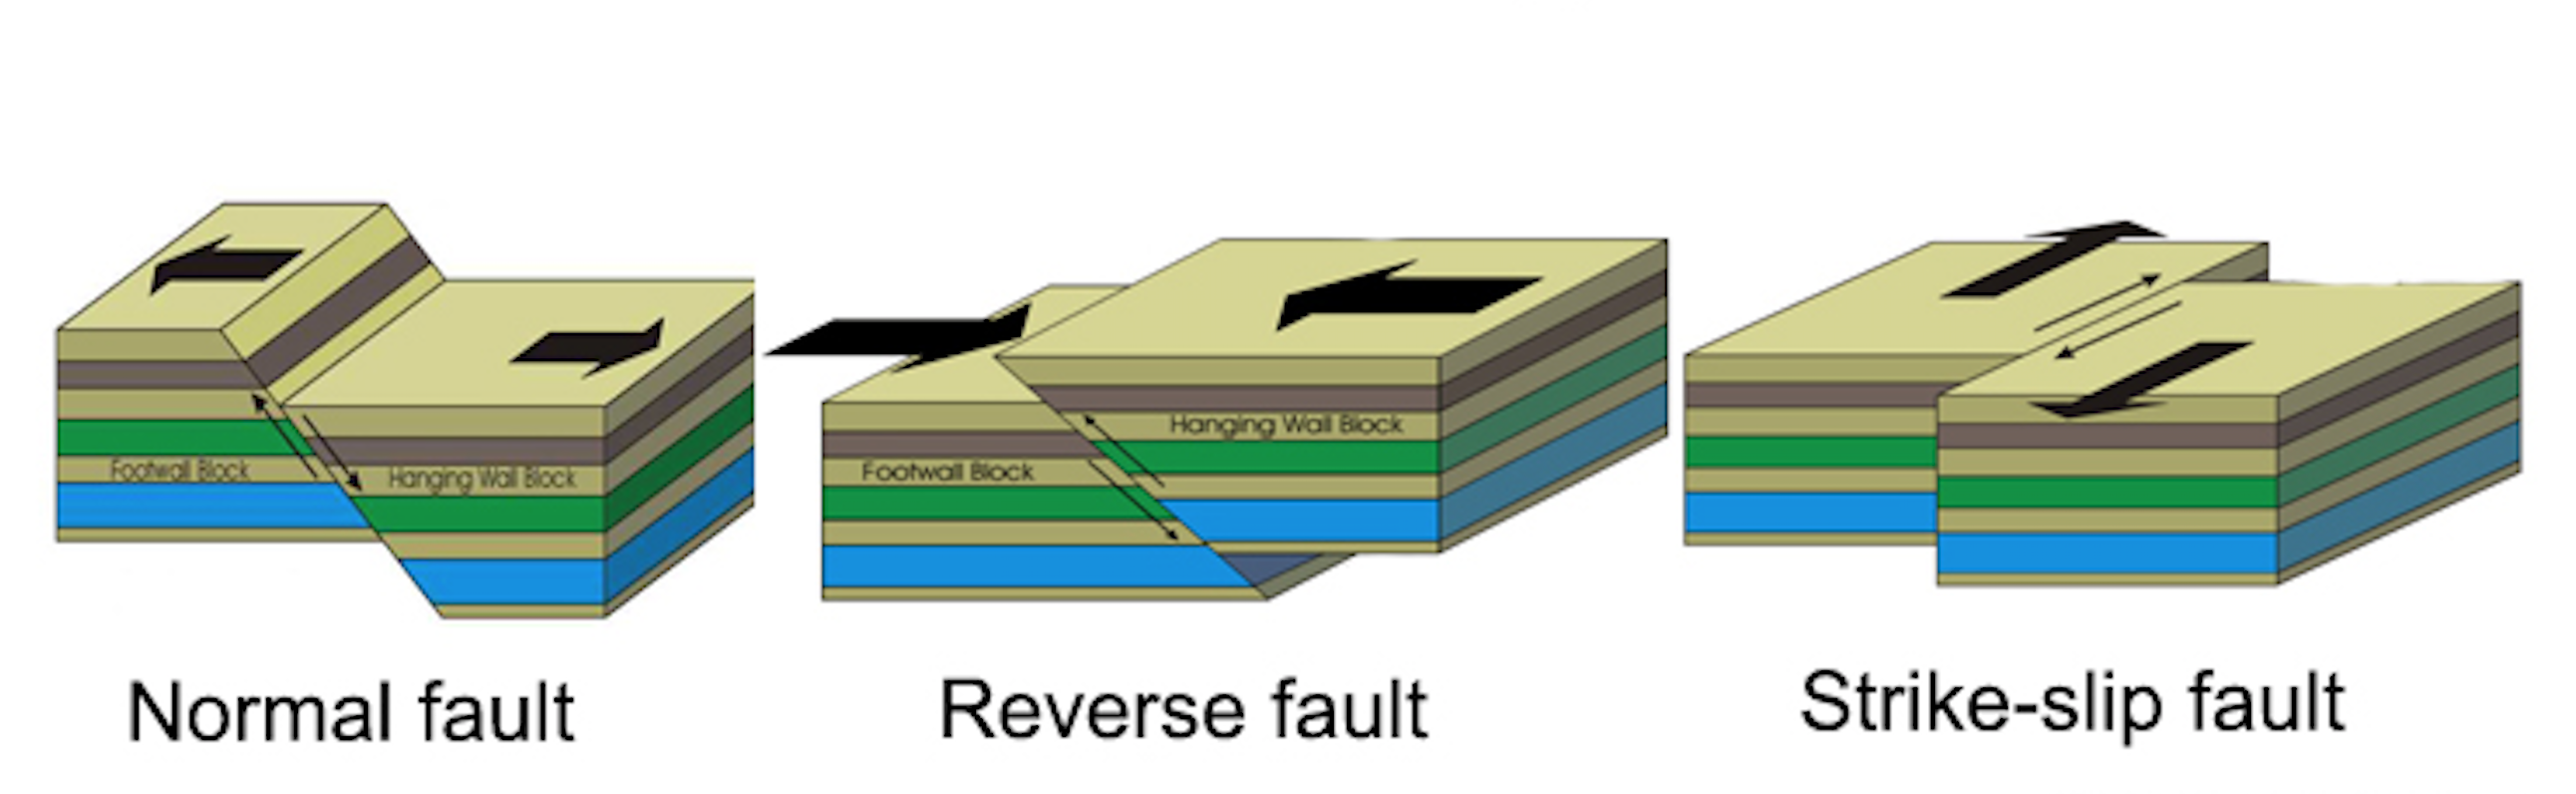 Footwall Block
Hanging Wall Block
Hanging Wall Block
Footwall Block
Normal fault
Reverse fault
Strike-slip fault